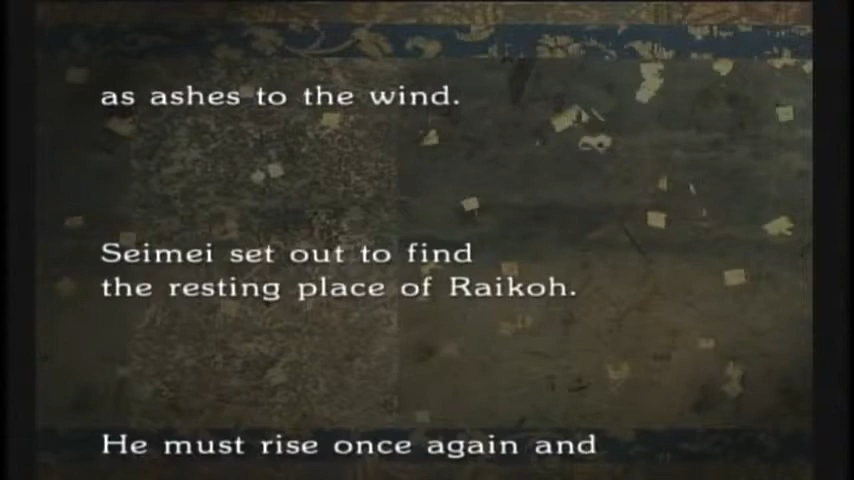 as ashes to the wind.
Seimei set out to find
the resting place of Raikoh.
He must rise once again and